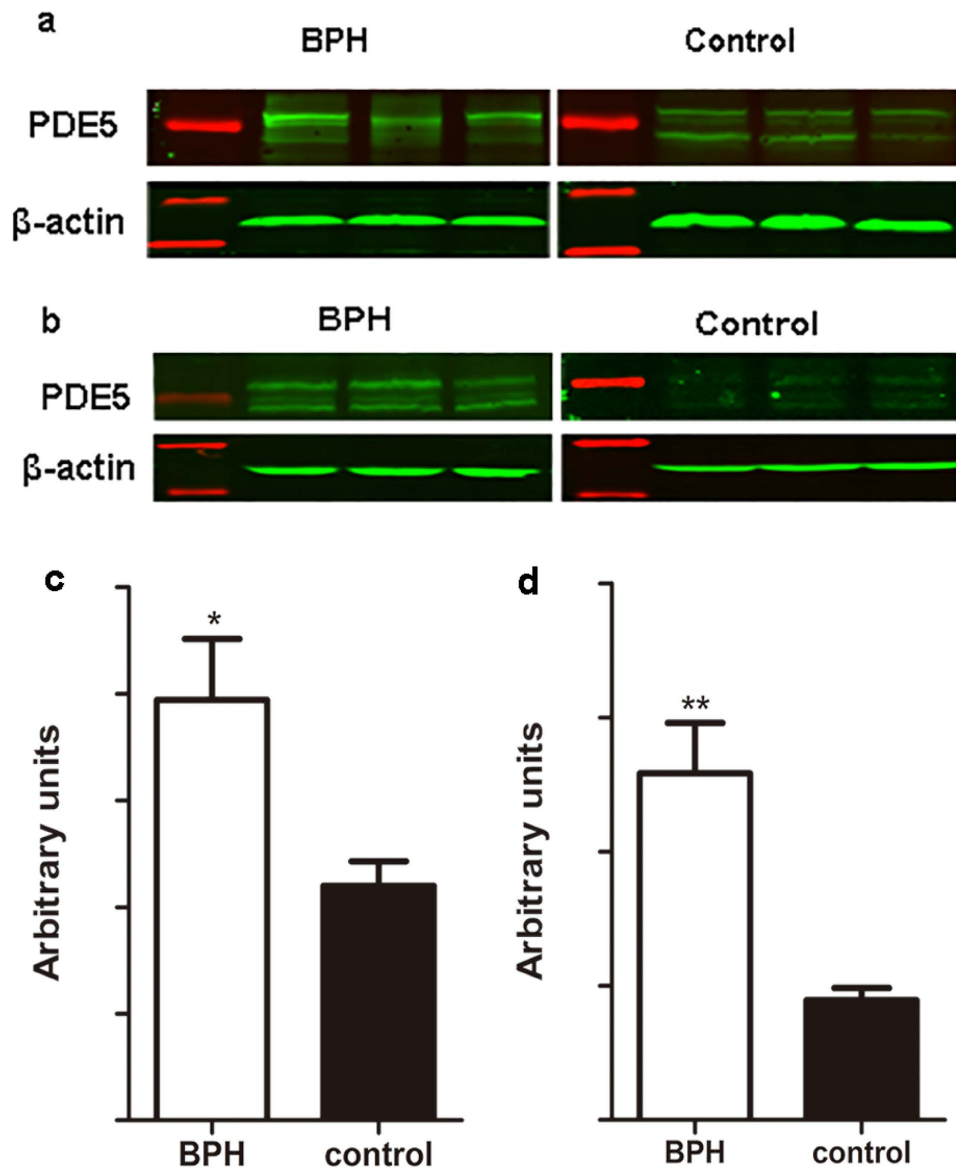 a
BPH Control
PDE5
β-actin
b
BPH Control
PDE5
β-actin
c
*
Arbitrary units
BPH control
d
**
Arbitrary units
BPH control